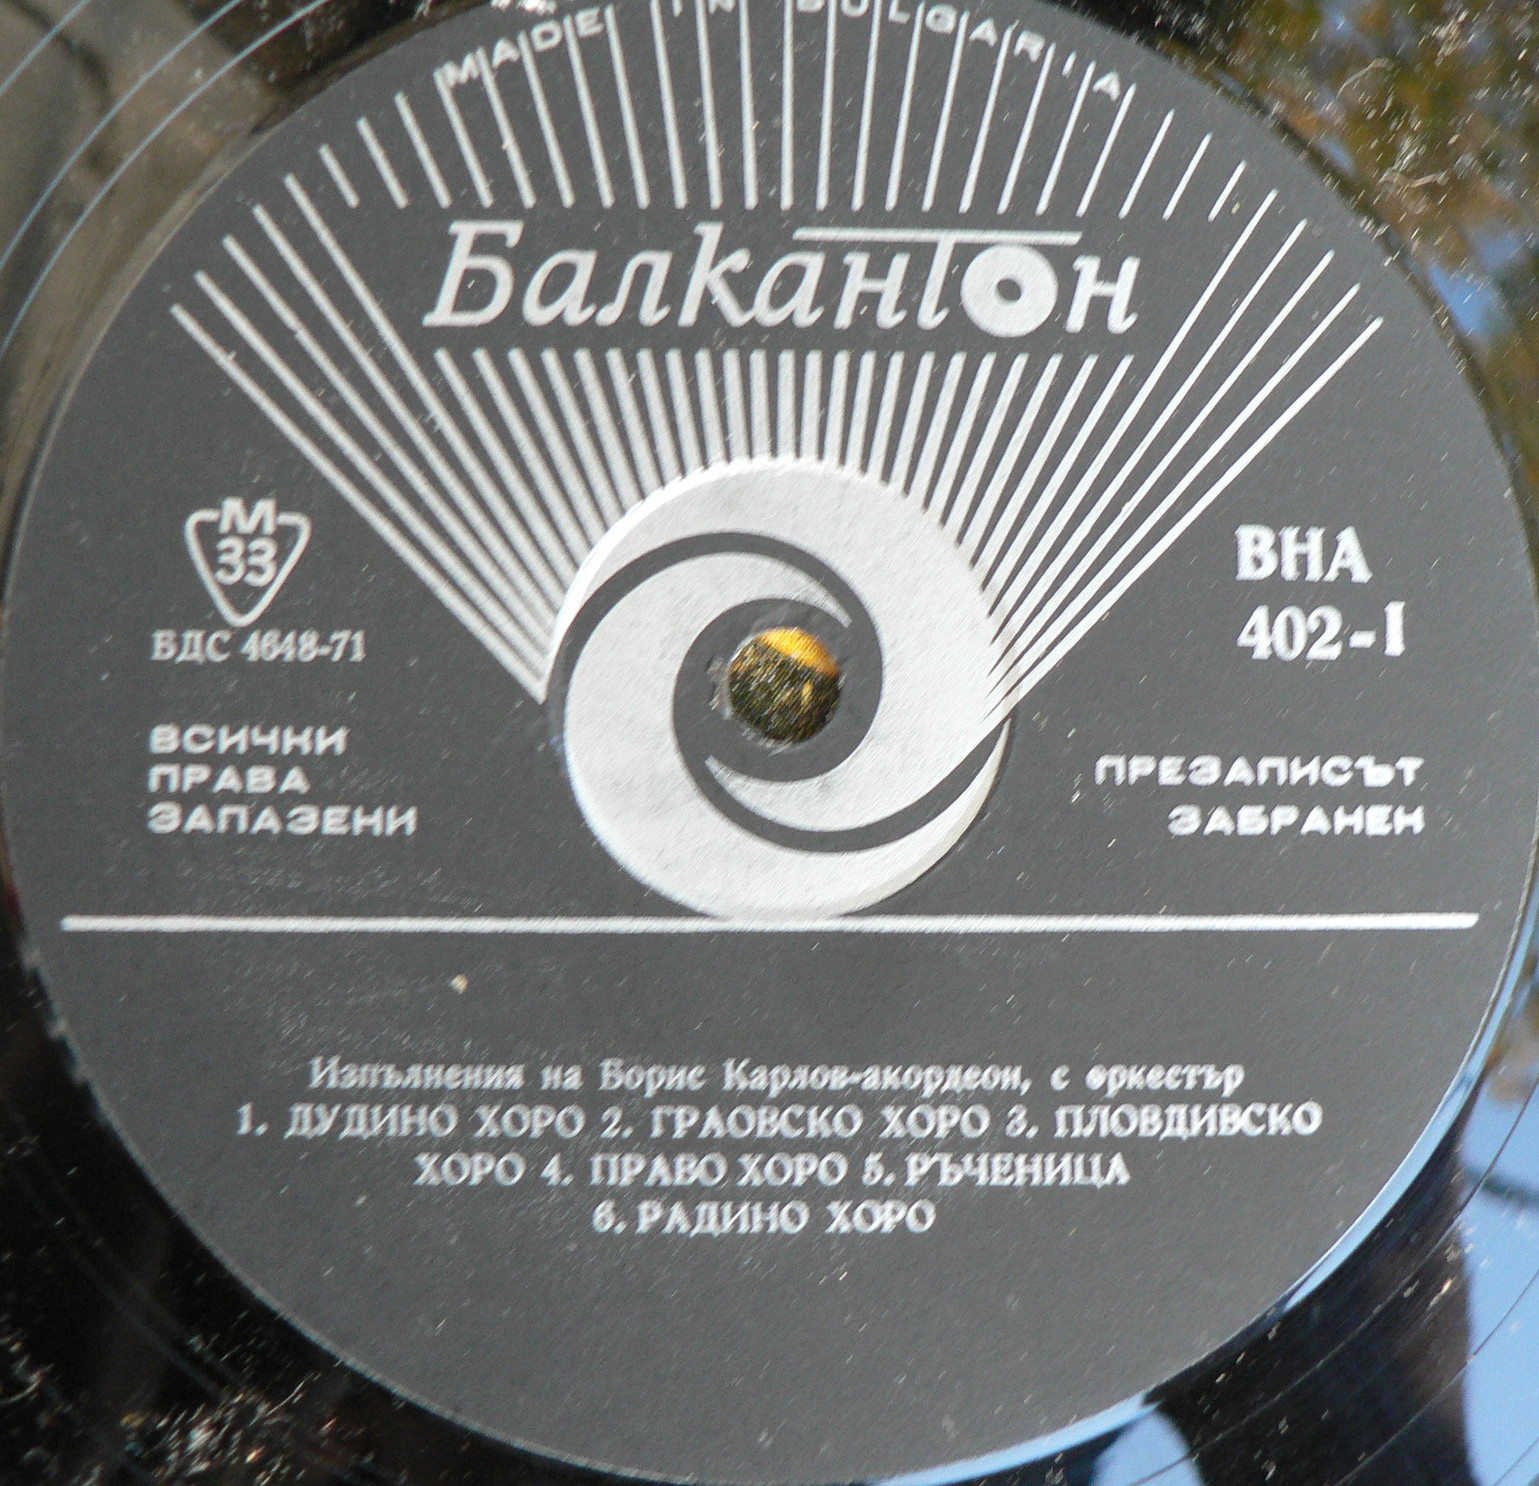 MADE IN BULGARIA
Балкантон
М
33
БДС 4648-71
ВНА
402-I
ВСИЧКИ
ПРАВА
ЗАПАЗЕНИ
ПРЕЗАПИСЪТ
ЗАБРАНЕН
Изпълнения на Борис Карлов-акордеон, с оркестър
1. ДУДИНО ХОРО 2. ГРАОВСКО ХОРО 3. ПЛОВДИВСКО
ХОРО 4. ПРАВО ХОРО 5. РЪЧЕНИЦА
6. РАДИНО ХОРО